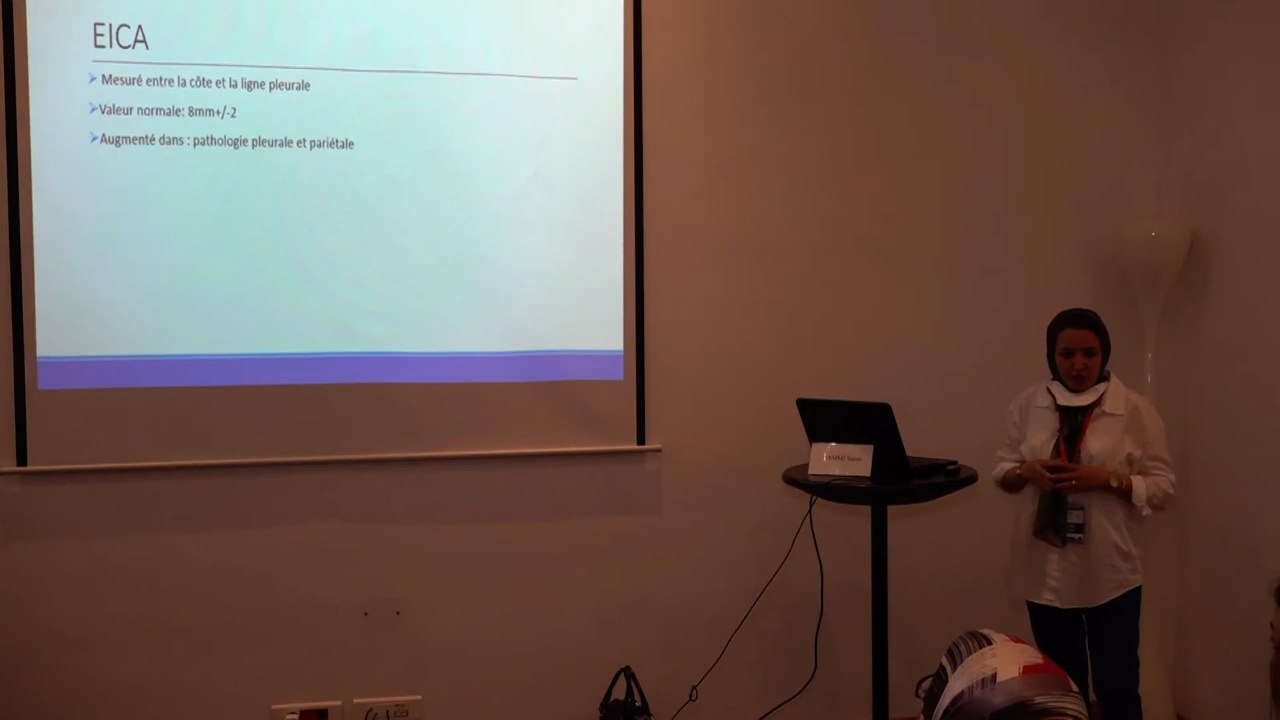 EICA
Mesuré entre la côte et la ligne pleurale
Valeur normale: 8mm+/-2
Augmenté dans : pathologie pleurale et pariétale